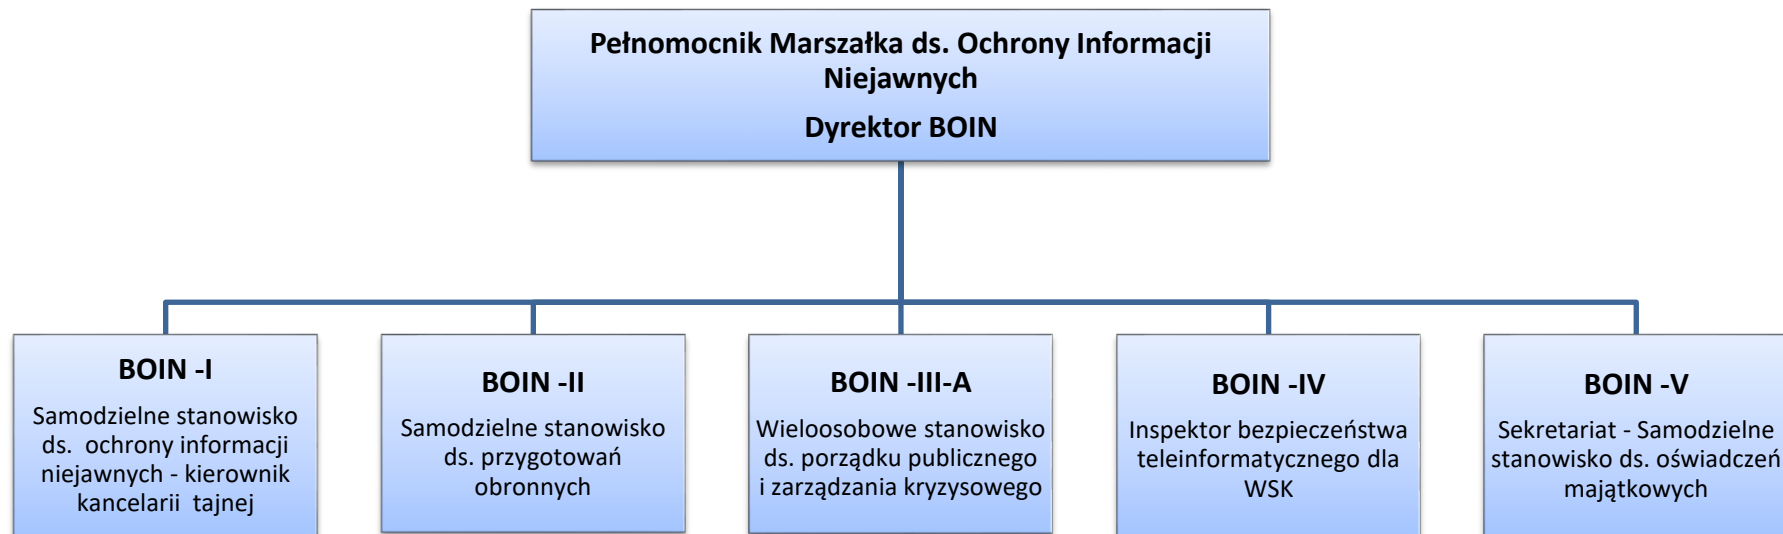 Pełnomocnik Marszałka ds. Ochrony Informacji
Niejawnych
Dyrektor BOIN
BOIN -I
Samodzielne stanowisko
ds. ochrony informacji
niejawnych - kierownik
kancelarii tajnej
BOIN -II
Samodzielne stanowisko
ds. przygotowań
obronnych
BOIN -III-A
Wieloosobowe stanowisko
ds. porządku publicznego
i zarządzania kryzysowego
BOIN -IV
Inspektor bezpieczeństwa
teleinformatycznego dla
WSK
BOIN -V
Sekretariat - Samodzielne
stanowisko ds. oświadczeń
majątkowych